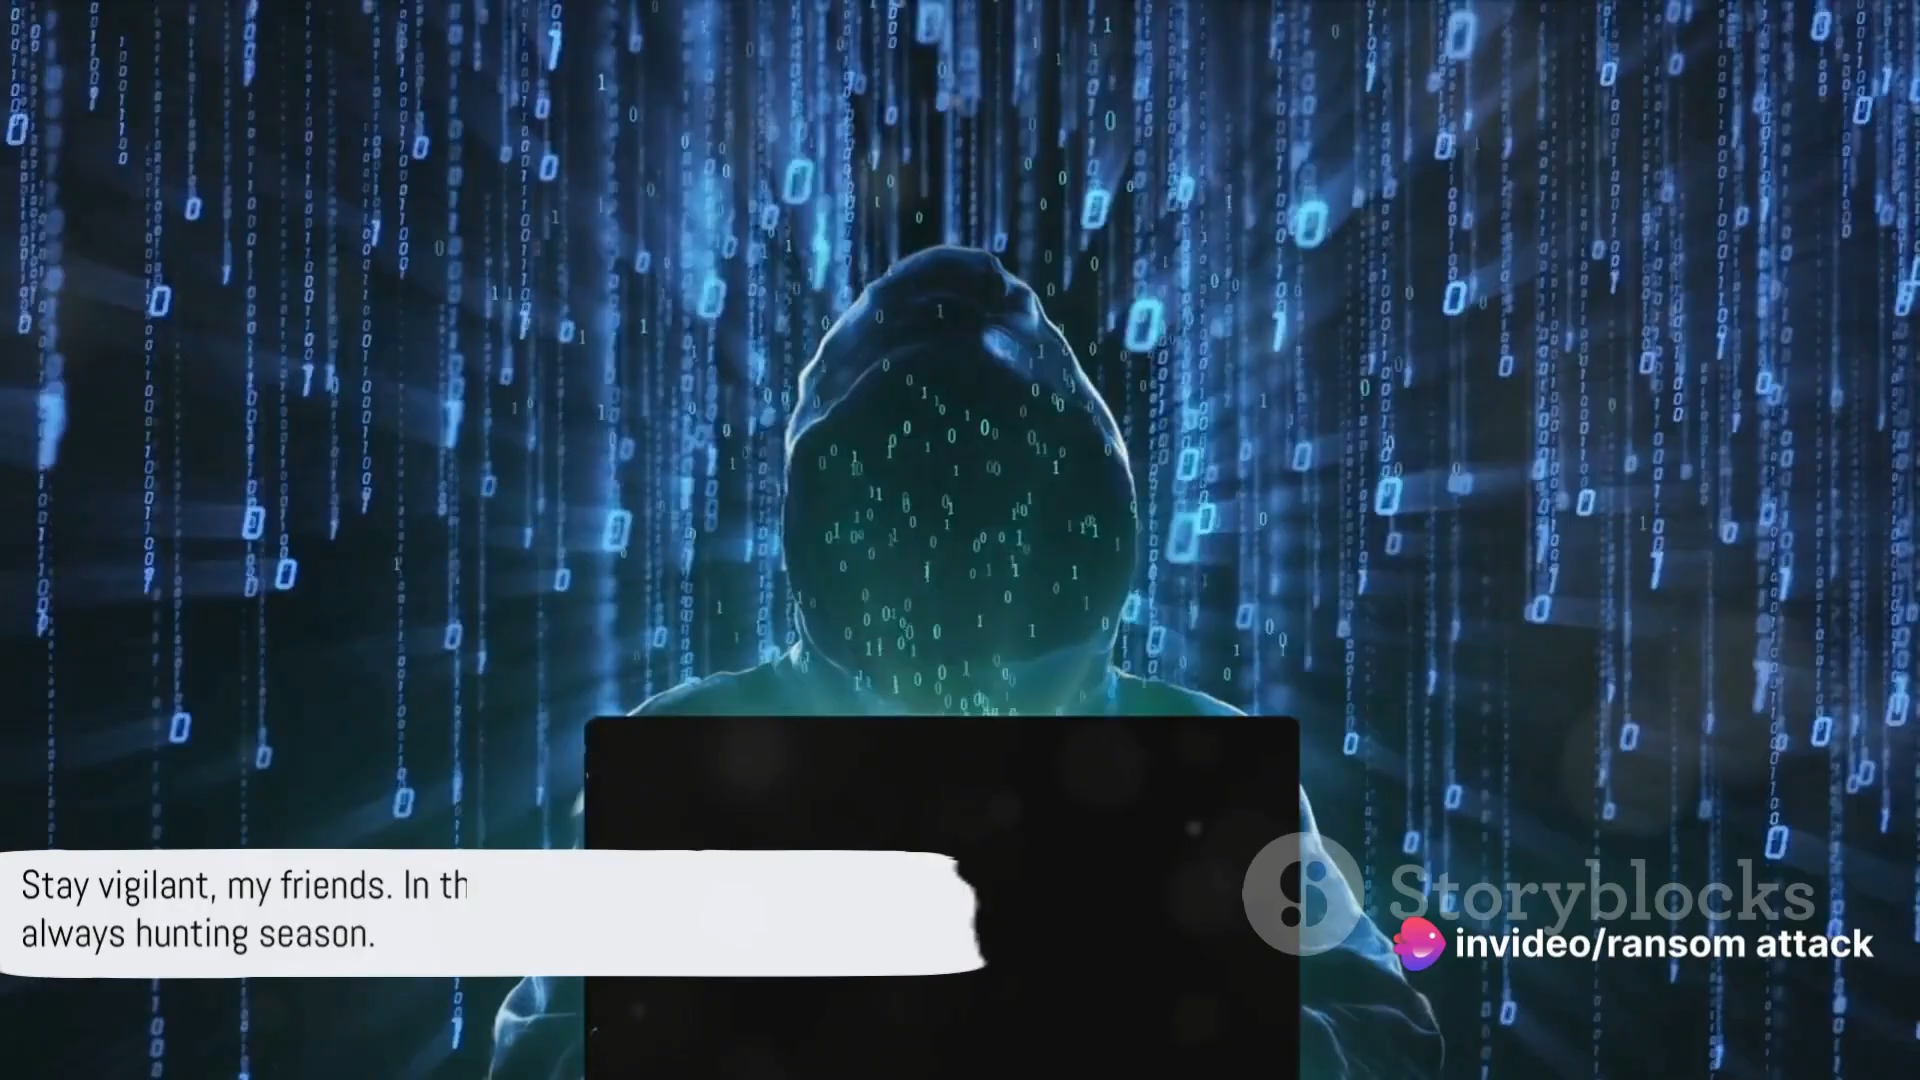 Stay vigilant, my friends. In th
always hunting season.
Storyblocks
invideo/ransom attack